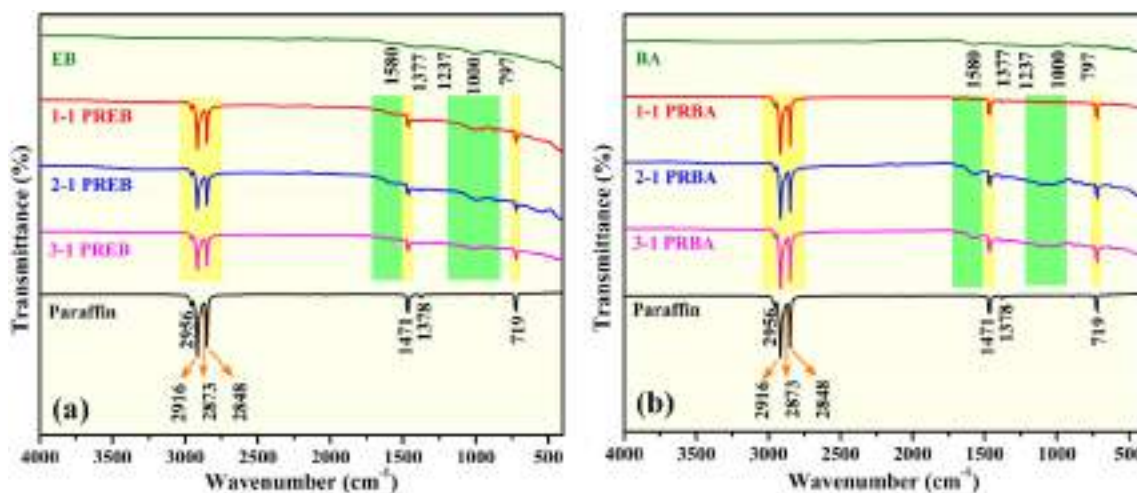 Transmittance (%)
EB
1580
1377
1237
1000
797
1-1 PREB
2-1 PREB
3-1 PREB
Paraffin
2956
1471
1378
719
2916
2873
2848
(a)
4000 3500 3000 2500 2000 1500 1000 500
Wavenumber (cm⁻¹)
Transmittance (%)
BA
1580
1377
1237
1000
797
1-1 PRBA
2-1 PRBA
3-1 PRBA
Paraffin
2956
1471
1378
719
2916
2873
2848
(b)
4000 3500 3000 2500 2000 1500 1000 500
Wavenumber (cm⁻¹)